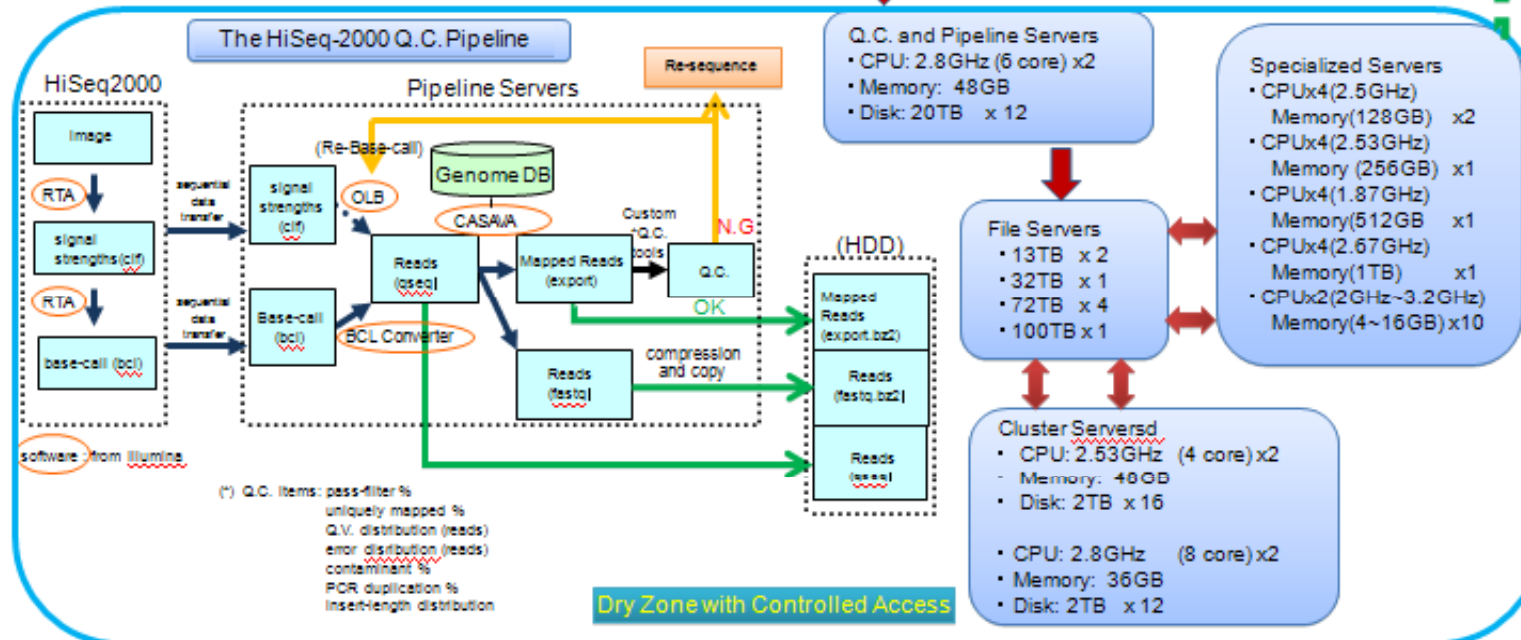 The HiSeq-2000 Q.C. Pipeline
HiSeq2000
Image
RTA
signal
strengths(cif)
RTA
base-call (bcl)
software : from Illumina
sequential
data
transfer
sequential
data
transfer
Pipeline Servers
(Re-Base-call)
signal
strengths
(cif)
OLB
Genome DB
CASAVA
Base-call
(bcl)
BCL Converter
Reads
(qseq)
Mapped Reads
(export)
Custom
*Q.C.
tools
Q.C.
N.G
OK
Re-sequence
Reads
(fastq)
compression
and copy
(HDD)
Mapped
Reads
(export.bz2)
Reads
(fastq.bz2)
Reads
(qseq)
(*) Q.C. Items: pass-filter %
uniquely mapped %
Q.V. distribution (reads)
error disribution (reads)
contaminant %
PCR duplication %
Insert-length distribution
Dry Zone with Controlled Access
Q.C. and Pipeline Servers
・CPU: 2.8GHz (6 core) x2
・Memory: 48GB
・Disk: 20TB x 12
File Servers
・13TB x 2
・32TB x 1
・72TB x 4
・100TB x 1
Specialized Servers
・CPUx4(2.5GHz)
Memory(128GB) x2
・CPUx4(2.53GHz)
Memory (256GB) x1
・CPUx4(1.87GHz)
Memory(512GB x1
・CPUx4(2.67GHz)
Memory(1TB) x1
・CPUx2(2GHz~3.2GHz)
Memory(4~16GB) x10
Cluster Serversd
・ CPU: 2.53GHz (4 core) x2
- Memory: 48GB
・ Disk: 2TB x 16
・CPU: 2.8GHz (8 core) x2
・Memory: 36GB
・Disk: 2TB x 12